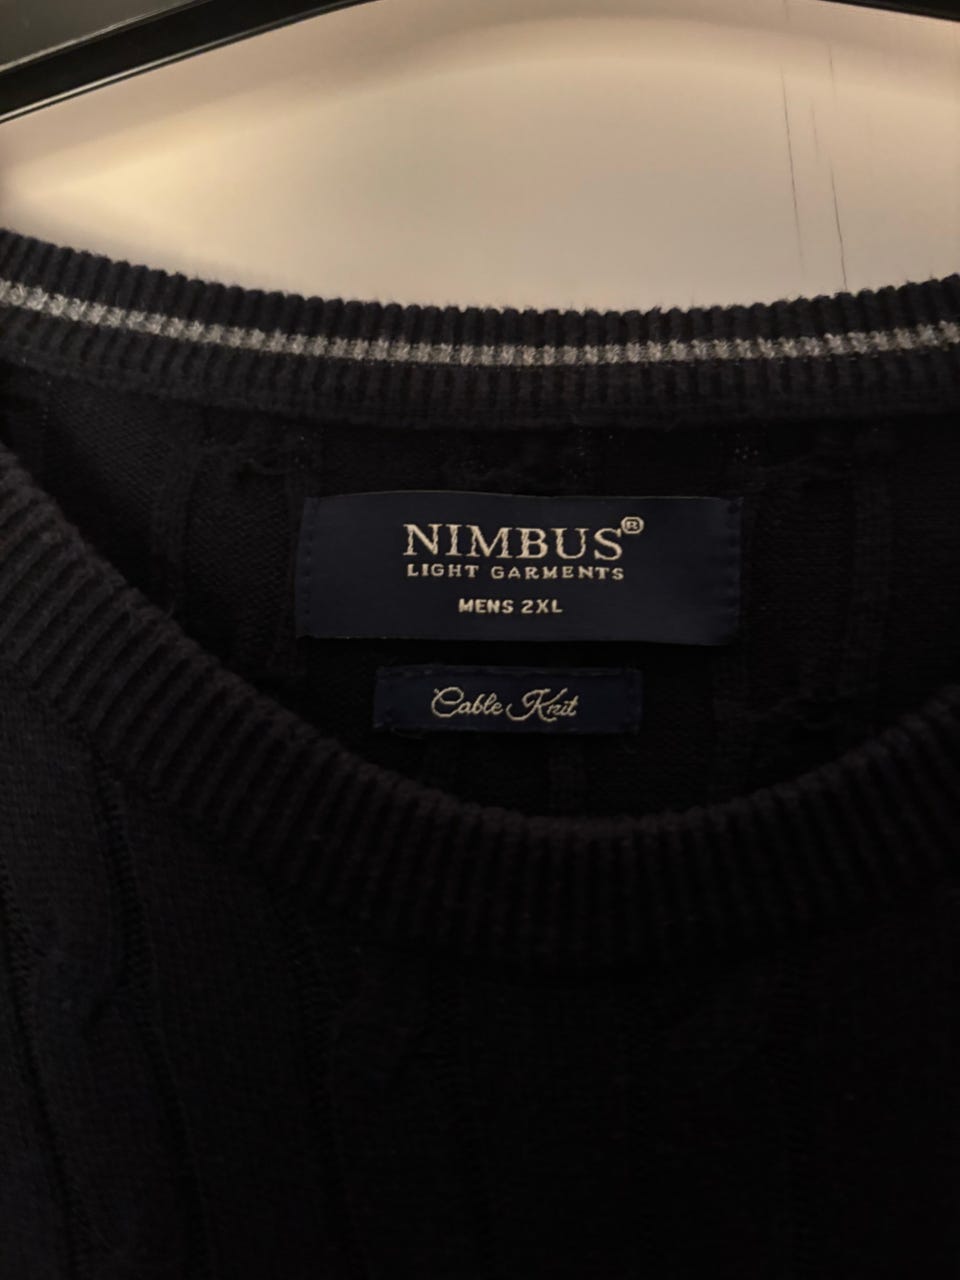 NIMBUS®
LIGHT GARMENTS
MENS 2XL
Cable Knit